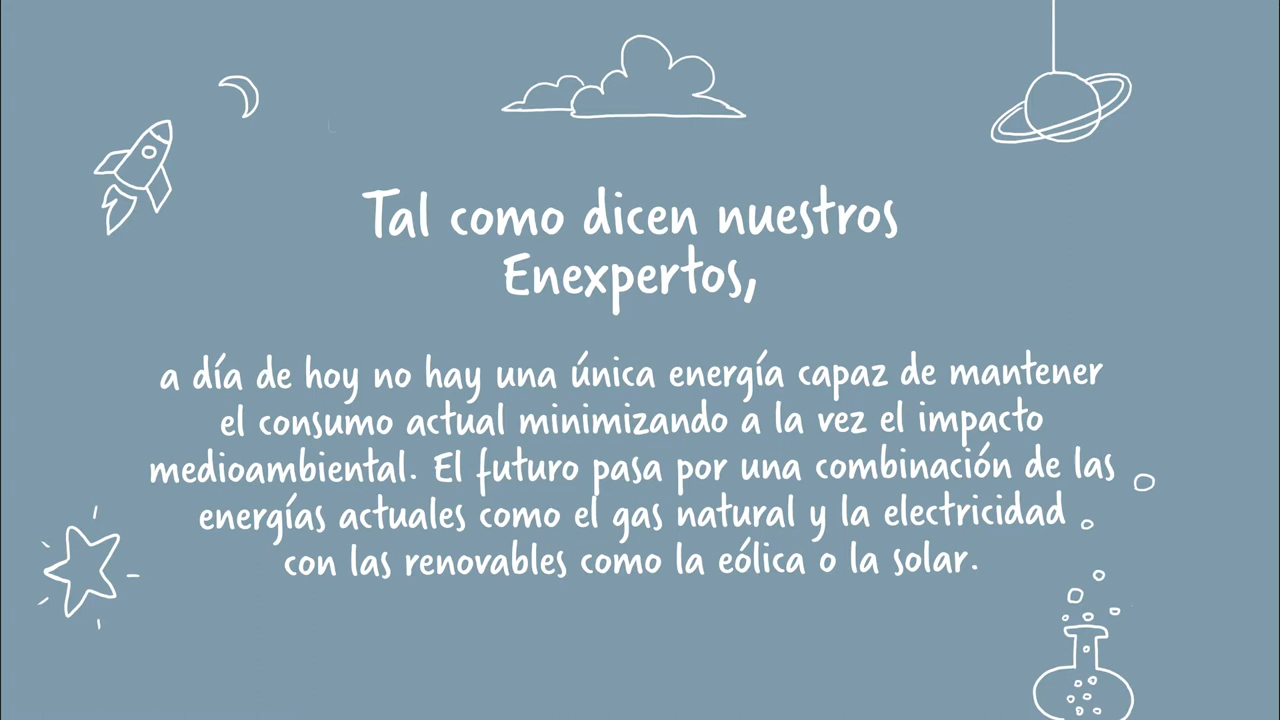 Tal como dicen nuestros
Enexpertos,
a día de hoy no hay una única energía capaz de mantener
el consumo actual minimizando a la vez el impacto
medioambiental. El futuro pasa por una combinación de las
energías actuales como el gas natural y la electricidad
con las renovables como la eólica o la solar.